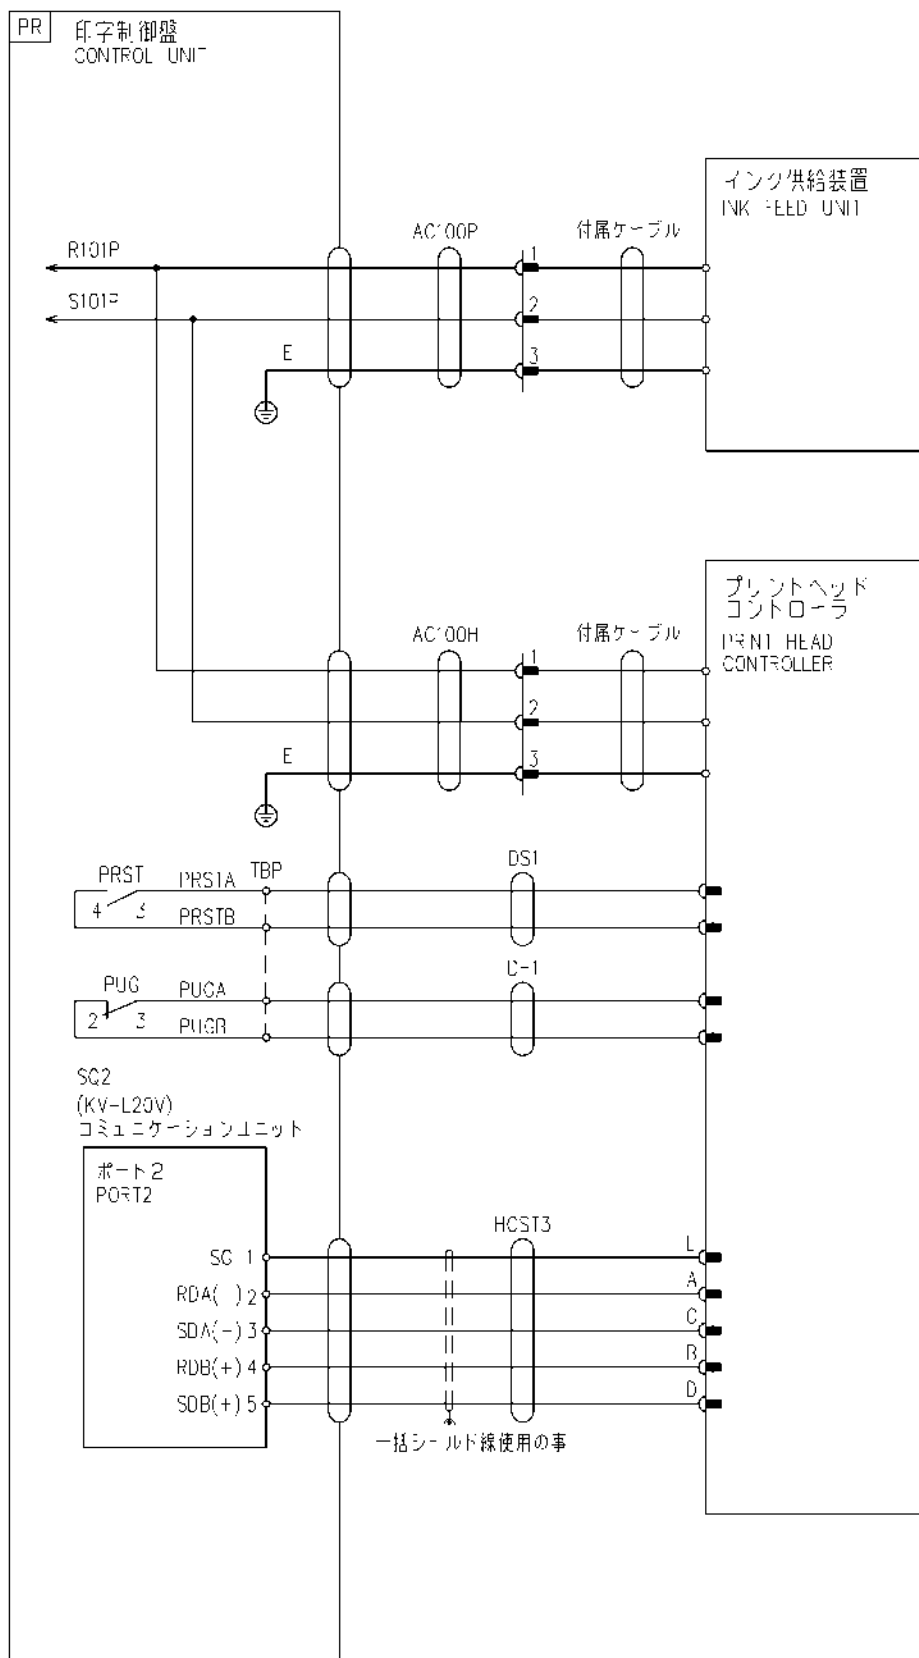 PR
印字制御盤
CONTROL UNIT
インク供給装置
INK FEED UNIT
AC100P
付属ケーブル
R101P
1
S101P
2
E
3
プリントヘッド
コントローラ
PRINT HEAD
CONTROLLER
AC100H
付属ケーブル
1
2
E
3
DS1
PRST
PRSTA
TBP
4
3
PRSTB
PUG
PUGA
2
3
PUGB
SG2
(KV-L20V)
コミュニケーションユニット
ポート2
PORT2
HCST3
SG 1
L
RDA(-)2
A
SDA(-)3
C
RDB(+)4
B
SDB(+)5
D
一括シールド線使用の事